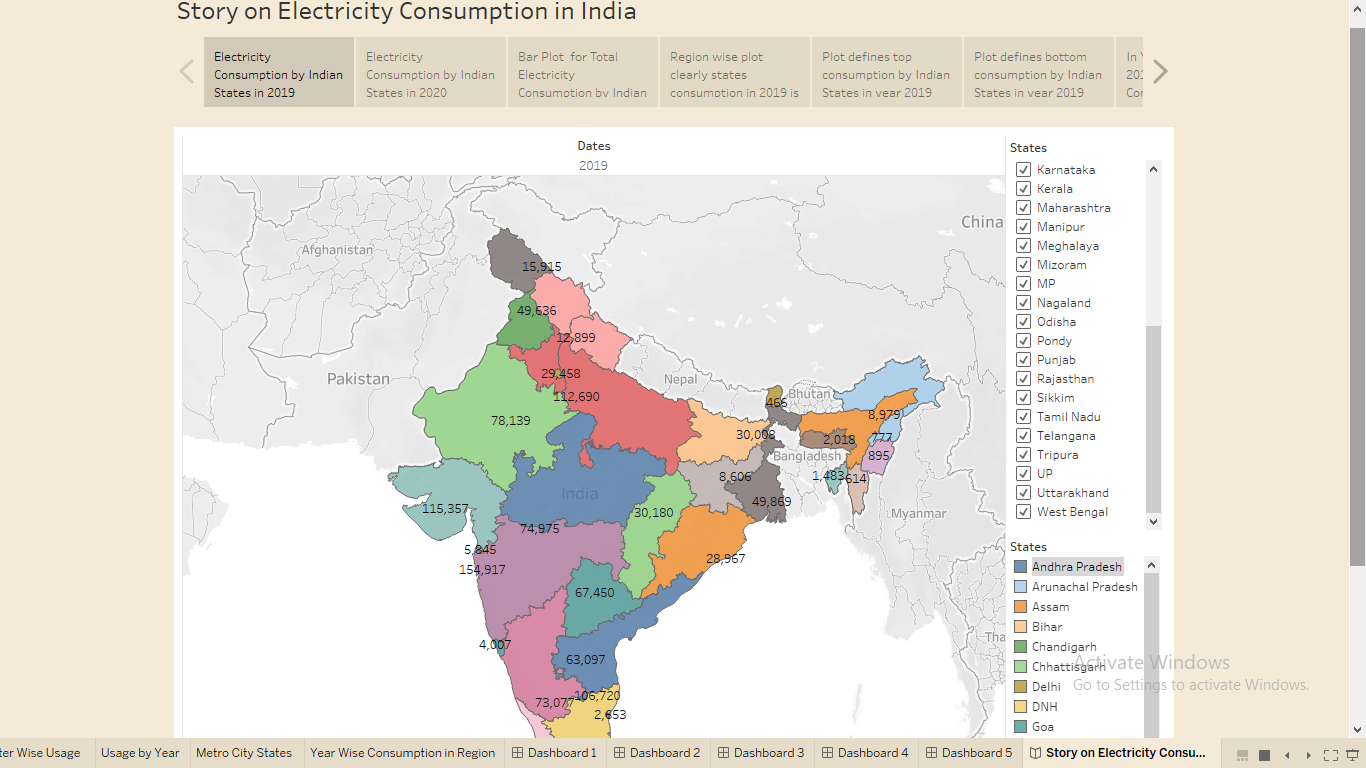 Story on Electricity Consumption in India
Electricity
Consumption by Indian
States in 2019
Electricity
Consumption by Indian
States in 2020
Bar Plot for Total
Electricity
Consumption by Indian
Region wise plot
clearly states
consumption in 2019 is
Plot defines top
consumption by Indian
States in year 2019
Plot defines bottom
consumption by Indian
States in year 2019
Dates
2019
China
Afghanistan
Pakistan
Nepal
Bhutan
Bangladesh
India
Myanmar
15,915
49,636
12,899
29,458
112,690
78,139
466
8,979
777
30,008
2,018
895
8,606
1,483
614
115,357
49,869
30,180
74,975
5,845
28,967
154,917
67,450
4,007
63,097
106,720
73,077
2,653
States
Karnataka
Kerala
Maharashtra
Manipur
Meghalaya
Mizoram
MP
Nagaland
Odisha
Pondy
Punjab
Rajasthan
Sikkim
Tamil Nadu
Telangana
Tripura
UP
Uttarakhand
West Bengal
States
Andhra Pradesh
Arunachal Pradesh
Assam
Bihar
Chandigarh
Chhattisgarh
Delhi
DNH
Goa
Activate Windows
Go to Settings to activate Windows.
ter Wise Usage
Usage by Year
Metro City States
Year Wise Consumption in Region
Dashboard 1
Dashboard 2
Dashboard 3
Dashboard 4
Dashboard 5
Story on Electricity Consu...